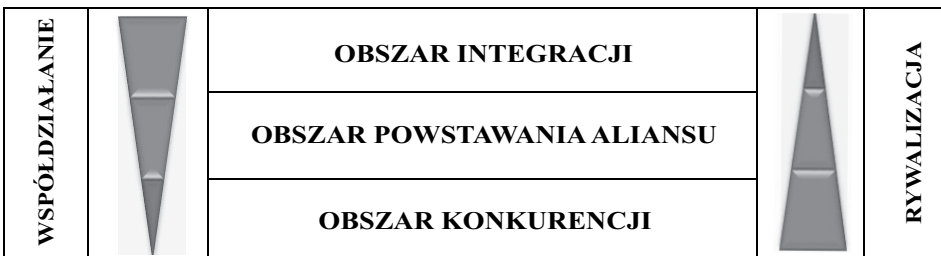 WSPÓŁDZIAŁANIE
OBSZAR INTEGRACJI
OBSZAR POWSTAWANIA ALIANSU
OBSZAR KONKURENCJI
RYWALIZACJA